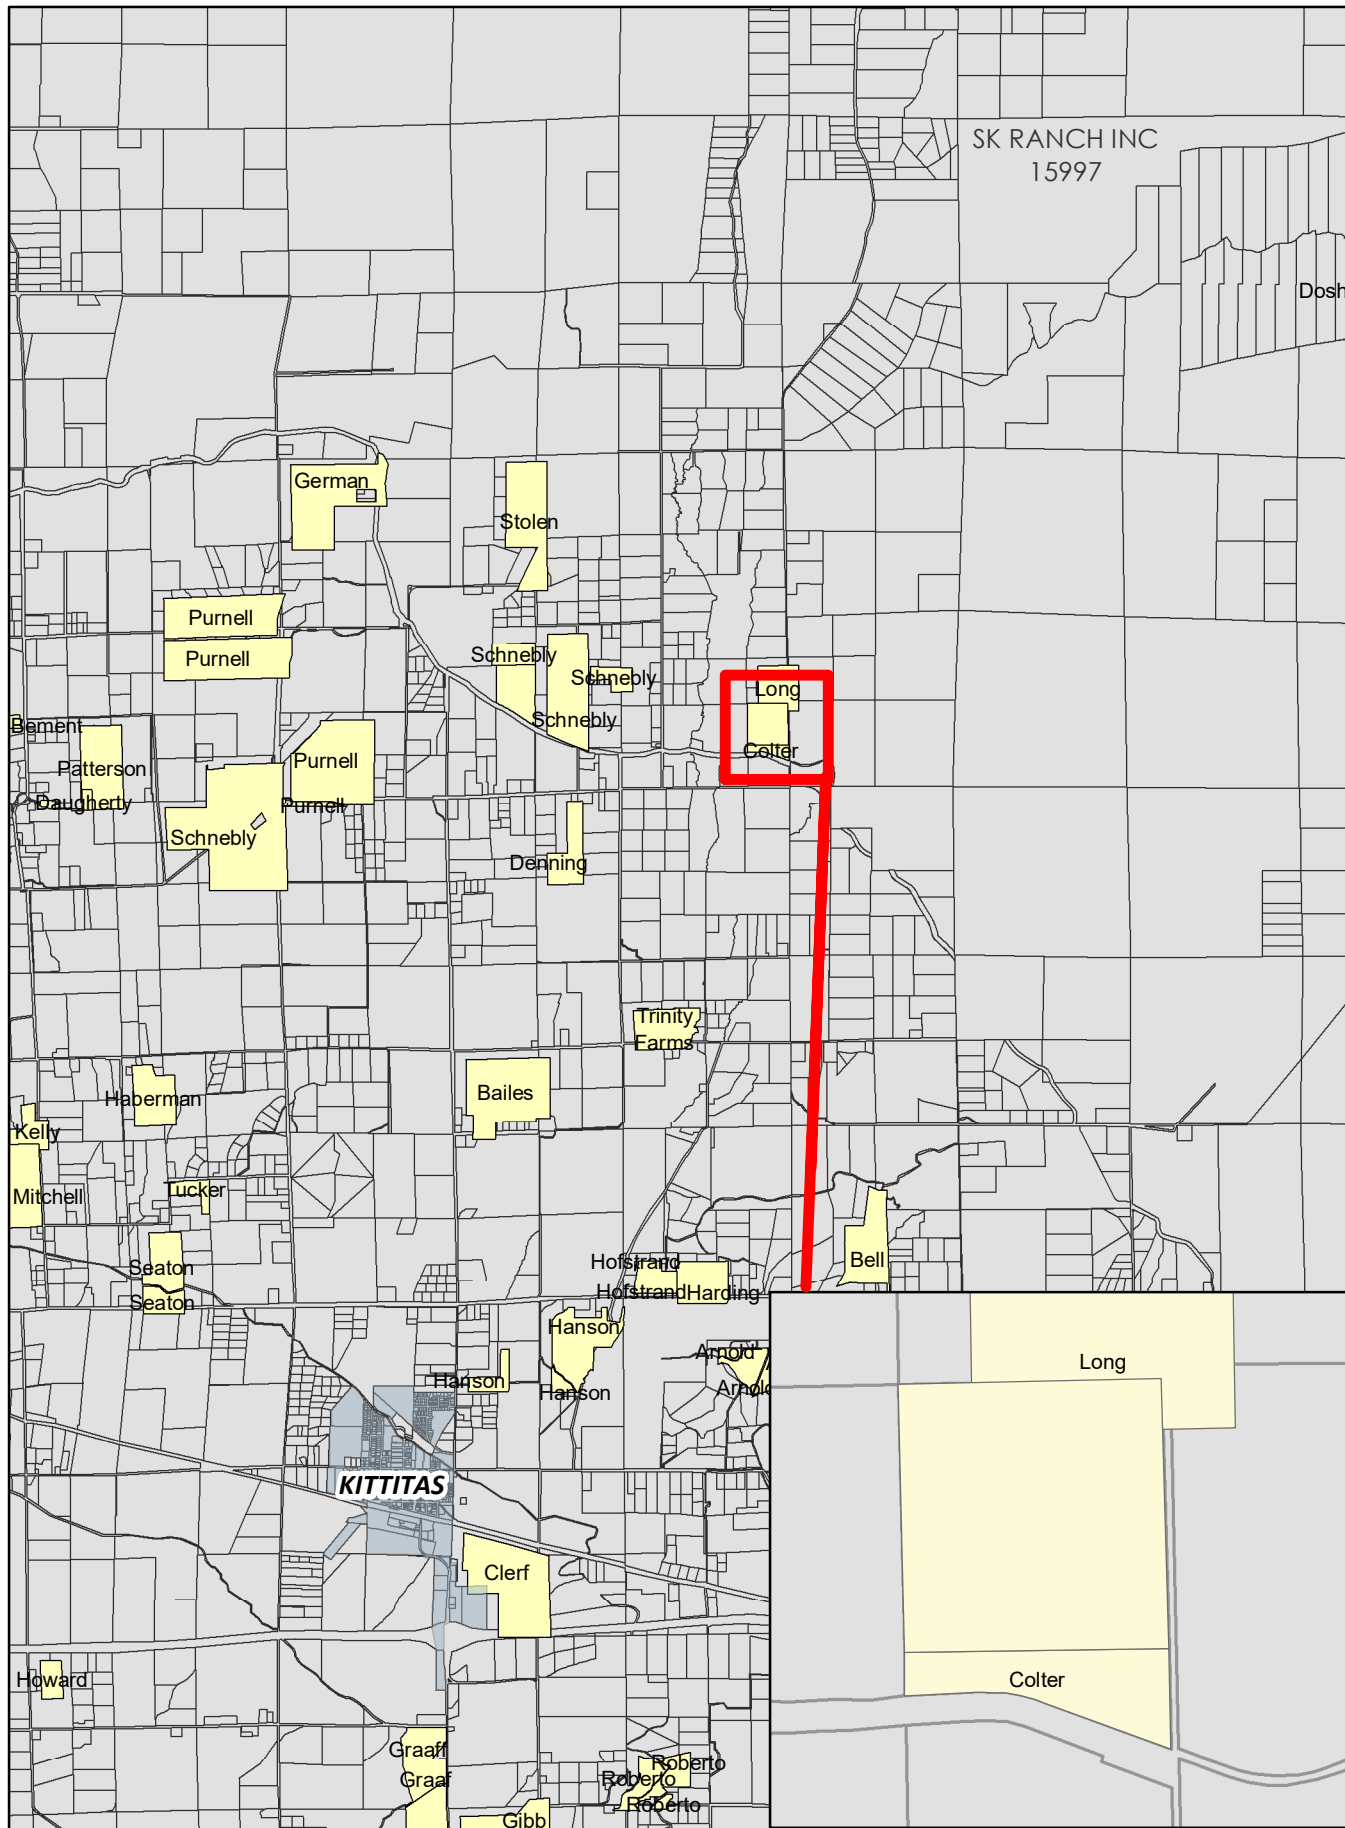 SK RANCH INC
15997
Dosh
German
Stolen
Purnell
Purnell
Schnebly
Schnebly
Long
Schnebly
Bement
Colter
Purnell
Patterson
Daugherty
Purnell
Schnebly
Denning
Trinity
Farms
Bailes
Haberman
Kelly
Tucker
Mitchell
Bell
Hofstrand
Seaton
Hofstrand
Harding
Seaton
Hanson
Arnold
Long
Hanson
Arnold
Hanson
KITTITAS
Clerf
Howard
Colter
Graaff
Roberto
Graaf
Roberto
Roberto
Gibb